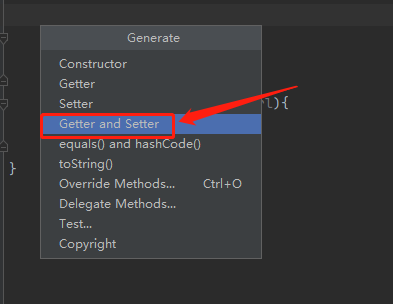 Generate
Constructor
Getter
Setter
){
Getter and Setter
equals() and hashCode()
}
toString()
Override Methods... Ctrl+O
Delegate Methods...
Test...
Copyright